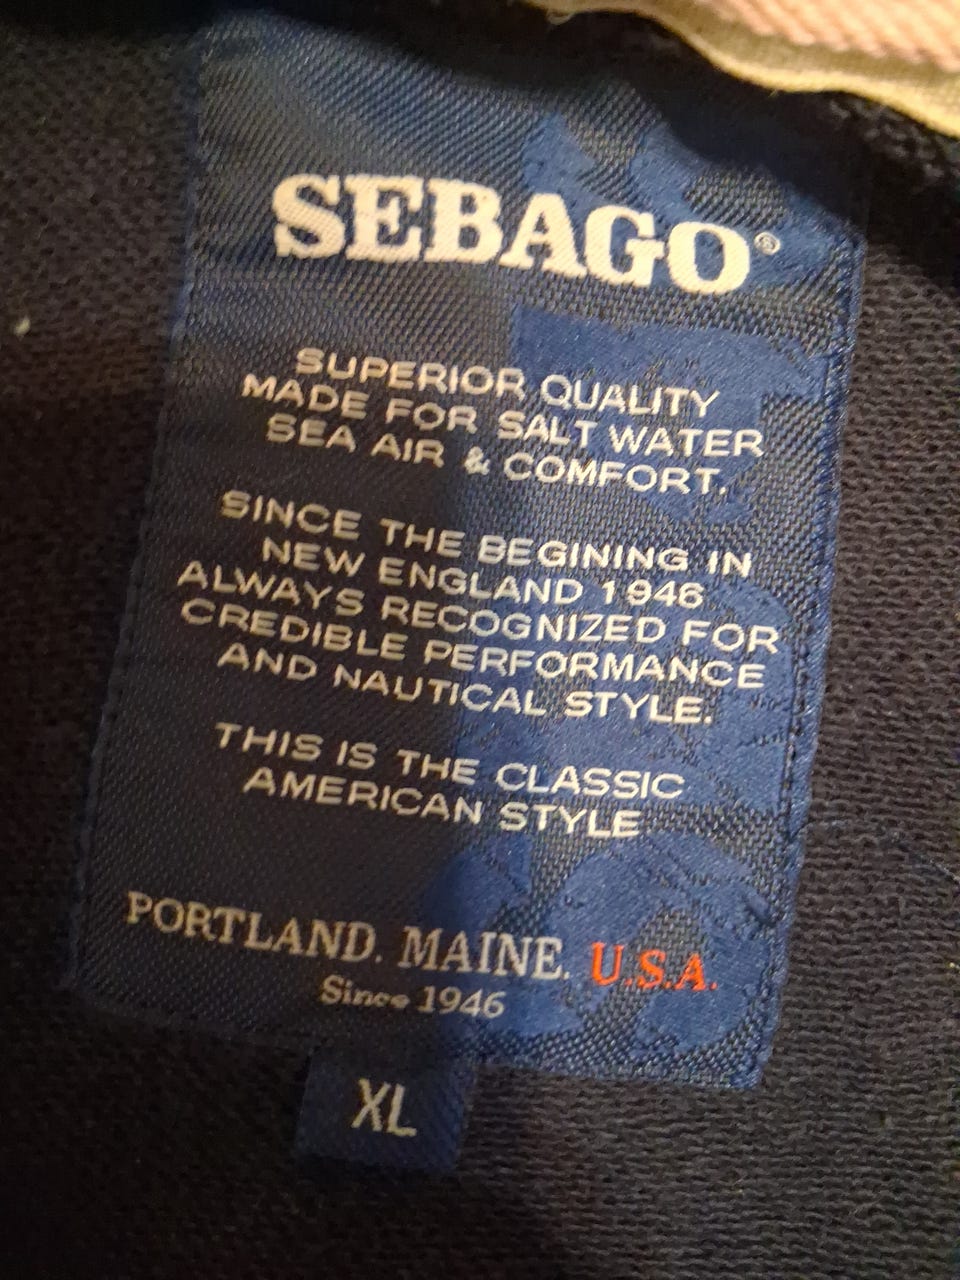 SEBAGO®
SUPERIOR QUALITY
MADE FOR SALT WATER
SEA AIR & COMFORT.
SINCE THE BEGINING IN
NEW ENGLAND 1946
ALWAYS RECOGNIZED FOR
CREDIBLE PERFORMANCE
AND NAUTICAL STYLE.
THIS IS THE CLASSIC
AMERICAN STYLE
PORTLAND. MAINE. U.S.A.
Since 1946
XL